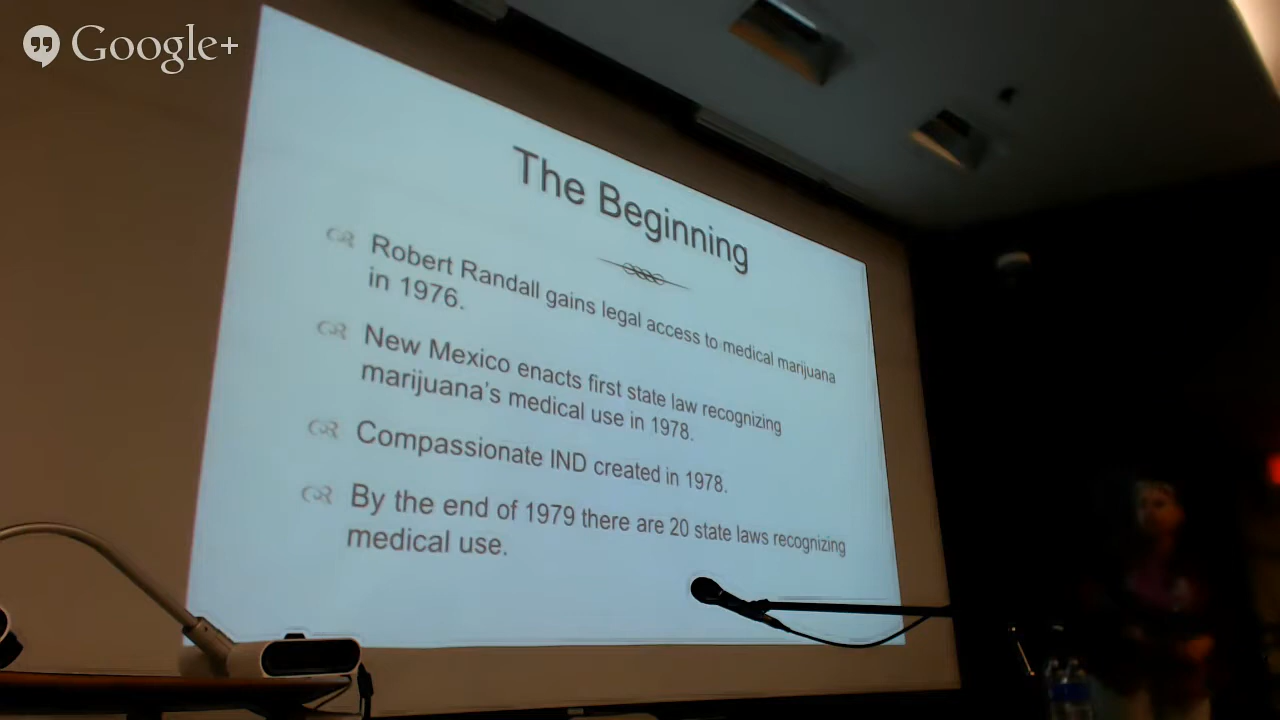 Google+
The Beginning
Robert Randall gains legal access to medical marijuana
in 1976.
New Mexico enacts first state law recognizing
marijuana's medical use in 1978.
Compassionate IND created in 1978.
By the end of 1979 there are 20 state laws recognizing
medical use.